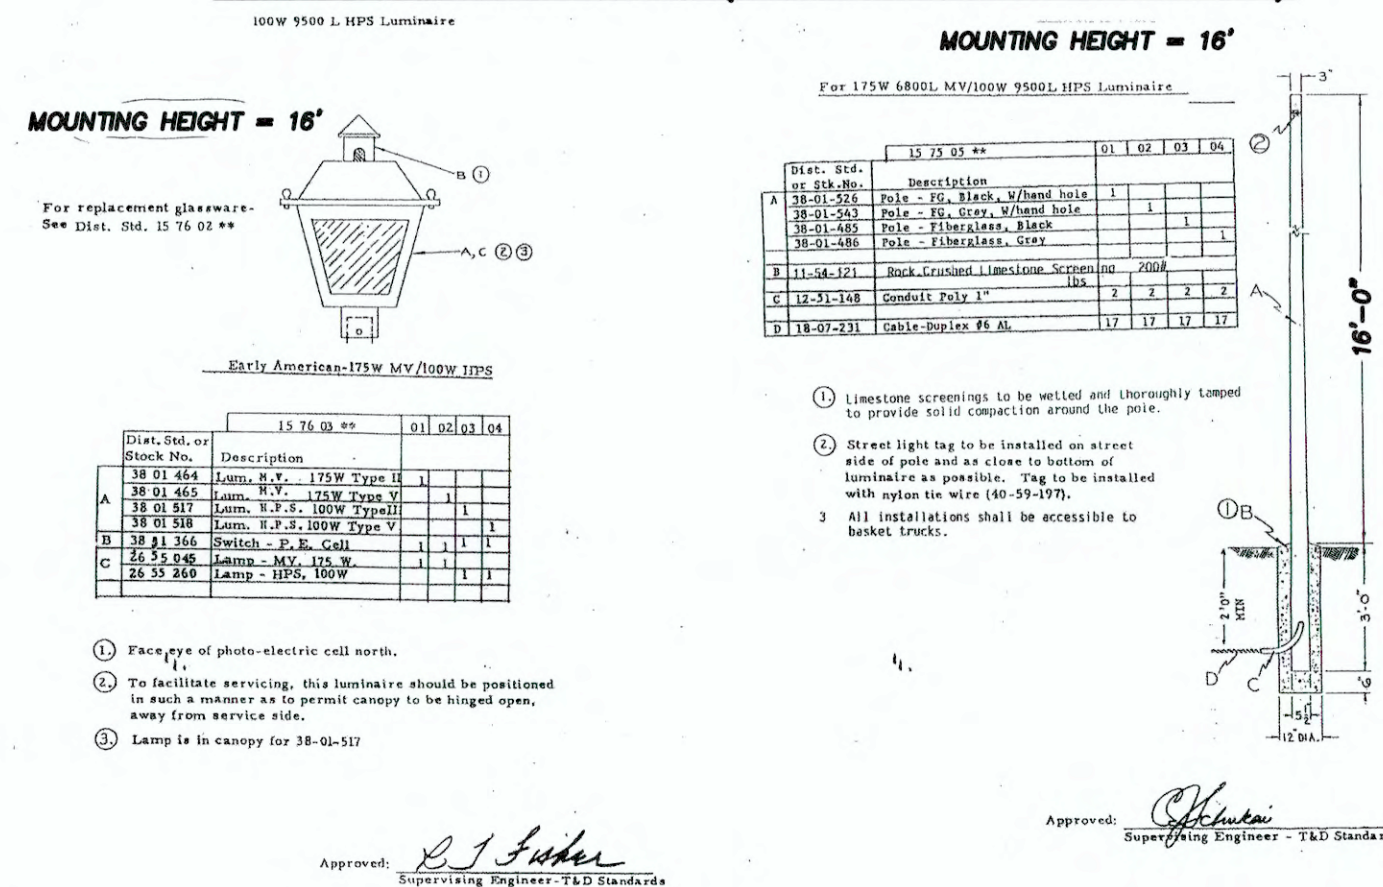 100W 9500 L HPS Luminaire
MOUNTING HEIGHT = 16'
B ①
For replacement glassware-
See Dist. Std. 15 76 02 **
A, C ② ③
Early American-175W MV/100W HPS
15 76 03 ** 01 02 03 04
Dist. Std. or
Stock No. Description
A
38 01 464 Lum. M.V. 175W Type II 1
38 01 465 Lum. M.V. 175W Type V 1
38 01 517 Lum. H.P.S. 100W TypeIII 1
38 01 518 Lum. H.P.S. 100W Type V 1
B 38 31 366 Switch - P.E. Cell 1 1 1 1
C 26 55 045 Lamp - MV, 175 W. 1 1
26 55 260 Lamp - HPS, 100W 1 1
①. Face eye of photo-electric cell north.
②. To facilitate servicing, this luminaire should be positioned
in such a manner as to permit canopy to be hinged open,
away from service side.
③. Lamp is in canopy for 38-01-517
Approved:
Supervising Engineer-T&D Standards
MOUNTING HEIGHT = 16'
For 175W 6800L MV/100W 9500L HPS Luminaire
3"
②
15 75 05 ** 01 02 03 04
Dist. Std.
or Stk.No. Description
A 38-01-526 Pole - FG, Black, W/hand hole 1
38-01-543 Pole - FG, Gray, W/hand hole 1
38-01-485 Pole - Fiberglass, Black 1
38-01-486 Pole - Fiberglass, Gray 1
B 11-54-121 Rock,Crushed Limestone Screening 200#
lbs
C 12-51-148 Conduit Poly 1" 2 2 2 2
D 18-07-231 Cable-Duplex #6 AL 17 17 17 17
A
16'-0"
①. Limestone screenings to be wetted and thoroughly tamped
to provide solid compaction around the pole.
②. Street light tag to be installed on street
side of pole and as close to bottom of
luminaire as possible. Tag to be installed
with nylon tie wire (40-59-197).
3 All installations shall be accessible to
basket trucks.
① B
2'0"
MIN
3'-0"
6"
D
C
5½"
12" DIA.
Approved:
Supervising Engineer - T&D Standar